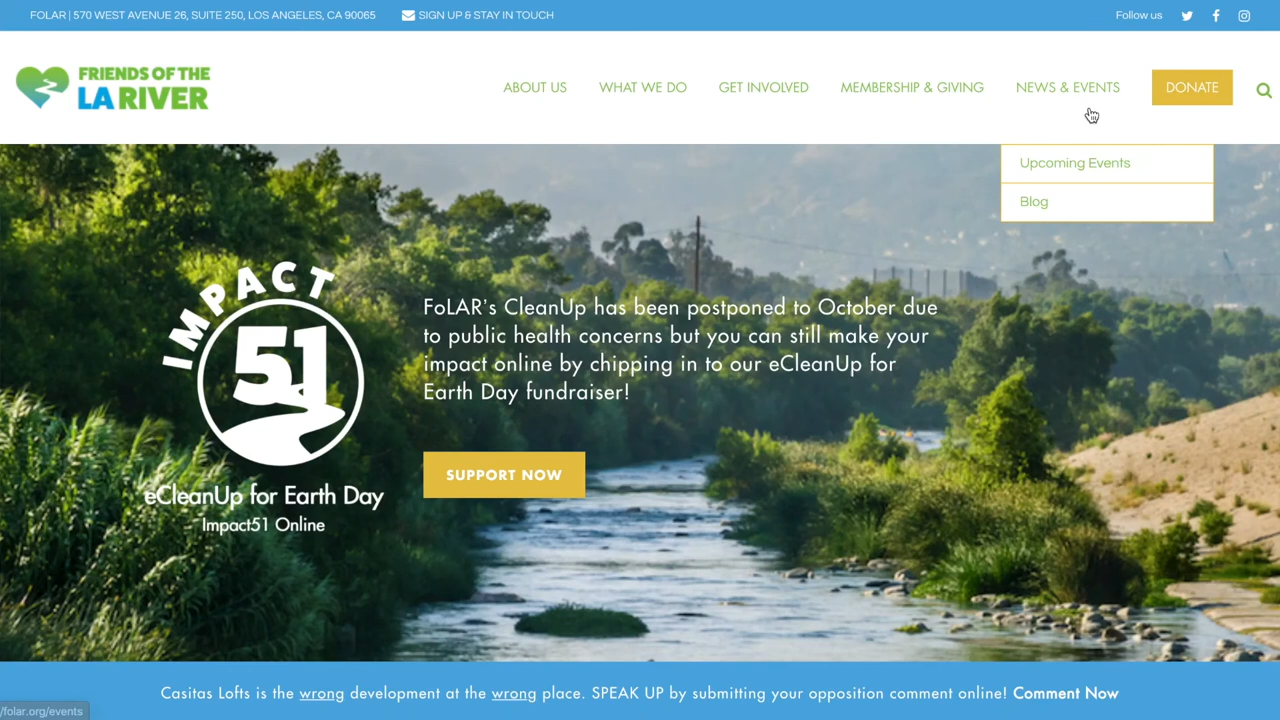 FOLAR | 570 WEST AVENUE 26, SUITE 250, LOS ANGELES, CA 90065
SIGN UP & STAY IN TOUCH
Follow us
FRIENDS OF THE
LA RIVER
ABOUT US
WHAT WE DO
GET INVOLVED
MEMBERSHIP & GIVING
NEWS & EVENTS
DONATE
Upcoming Events
Blog
IMPACT
51
eCleanUp for Earth Day
Impact51 Online
FoLAR's CleanUp has been postponed to October due
to public health concerns but you can still make your
impact online by chipping in to our eCleanUp for
Earth Day fundraiser!
SUPPORT NOW
Casitas Lofts is the wrong development at the wrong place. SPEAK UP by submitting your opposition comment online! Comment Now
/folar.org/events